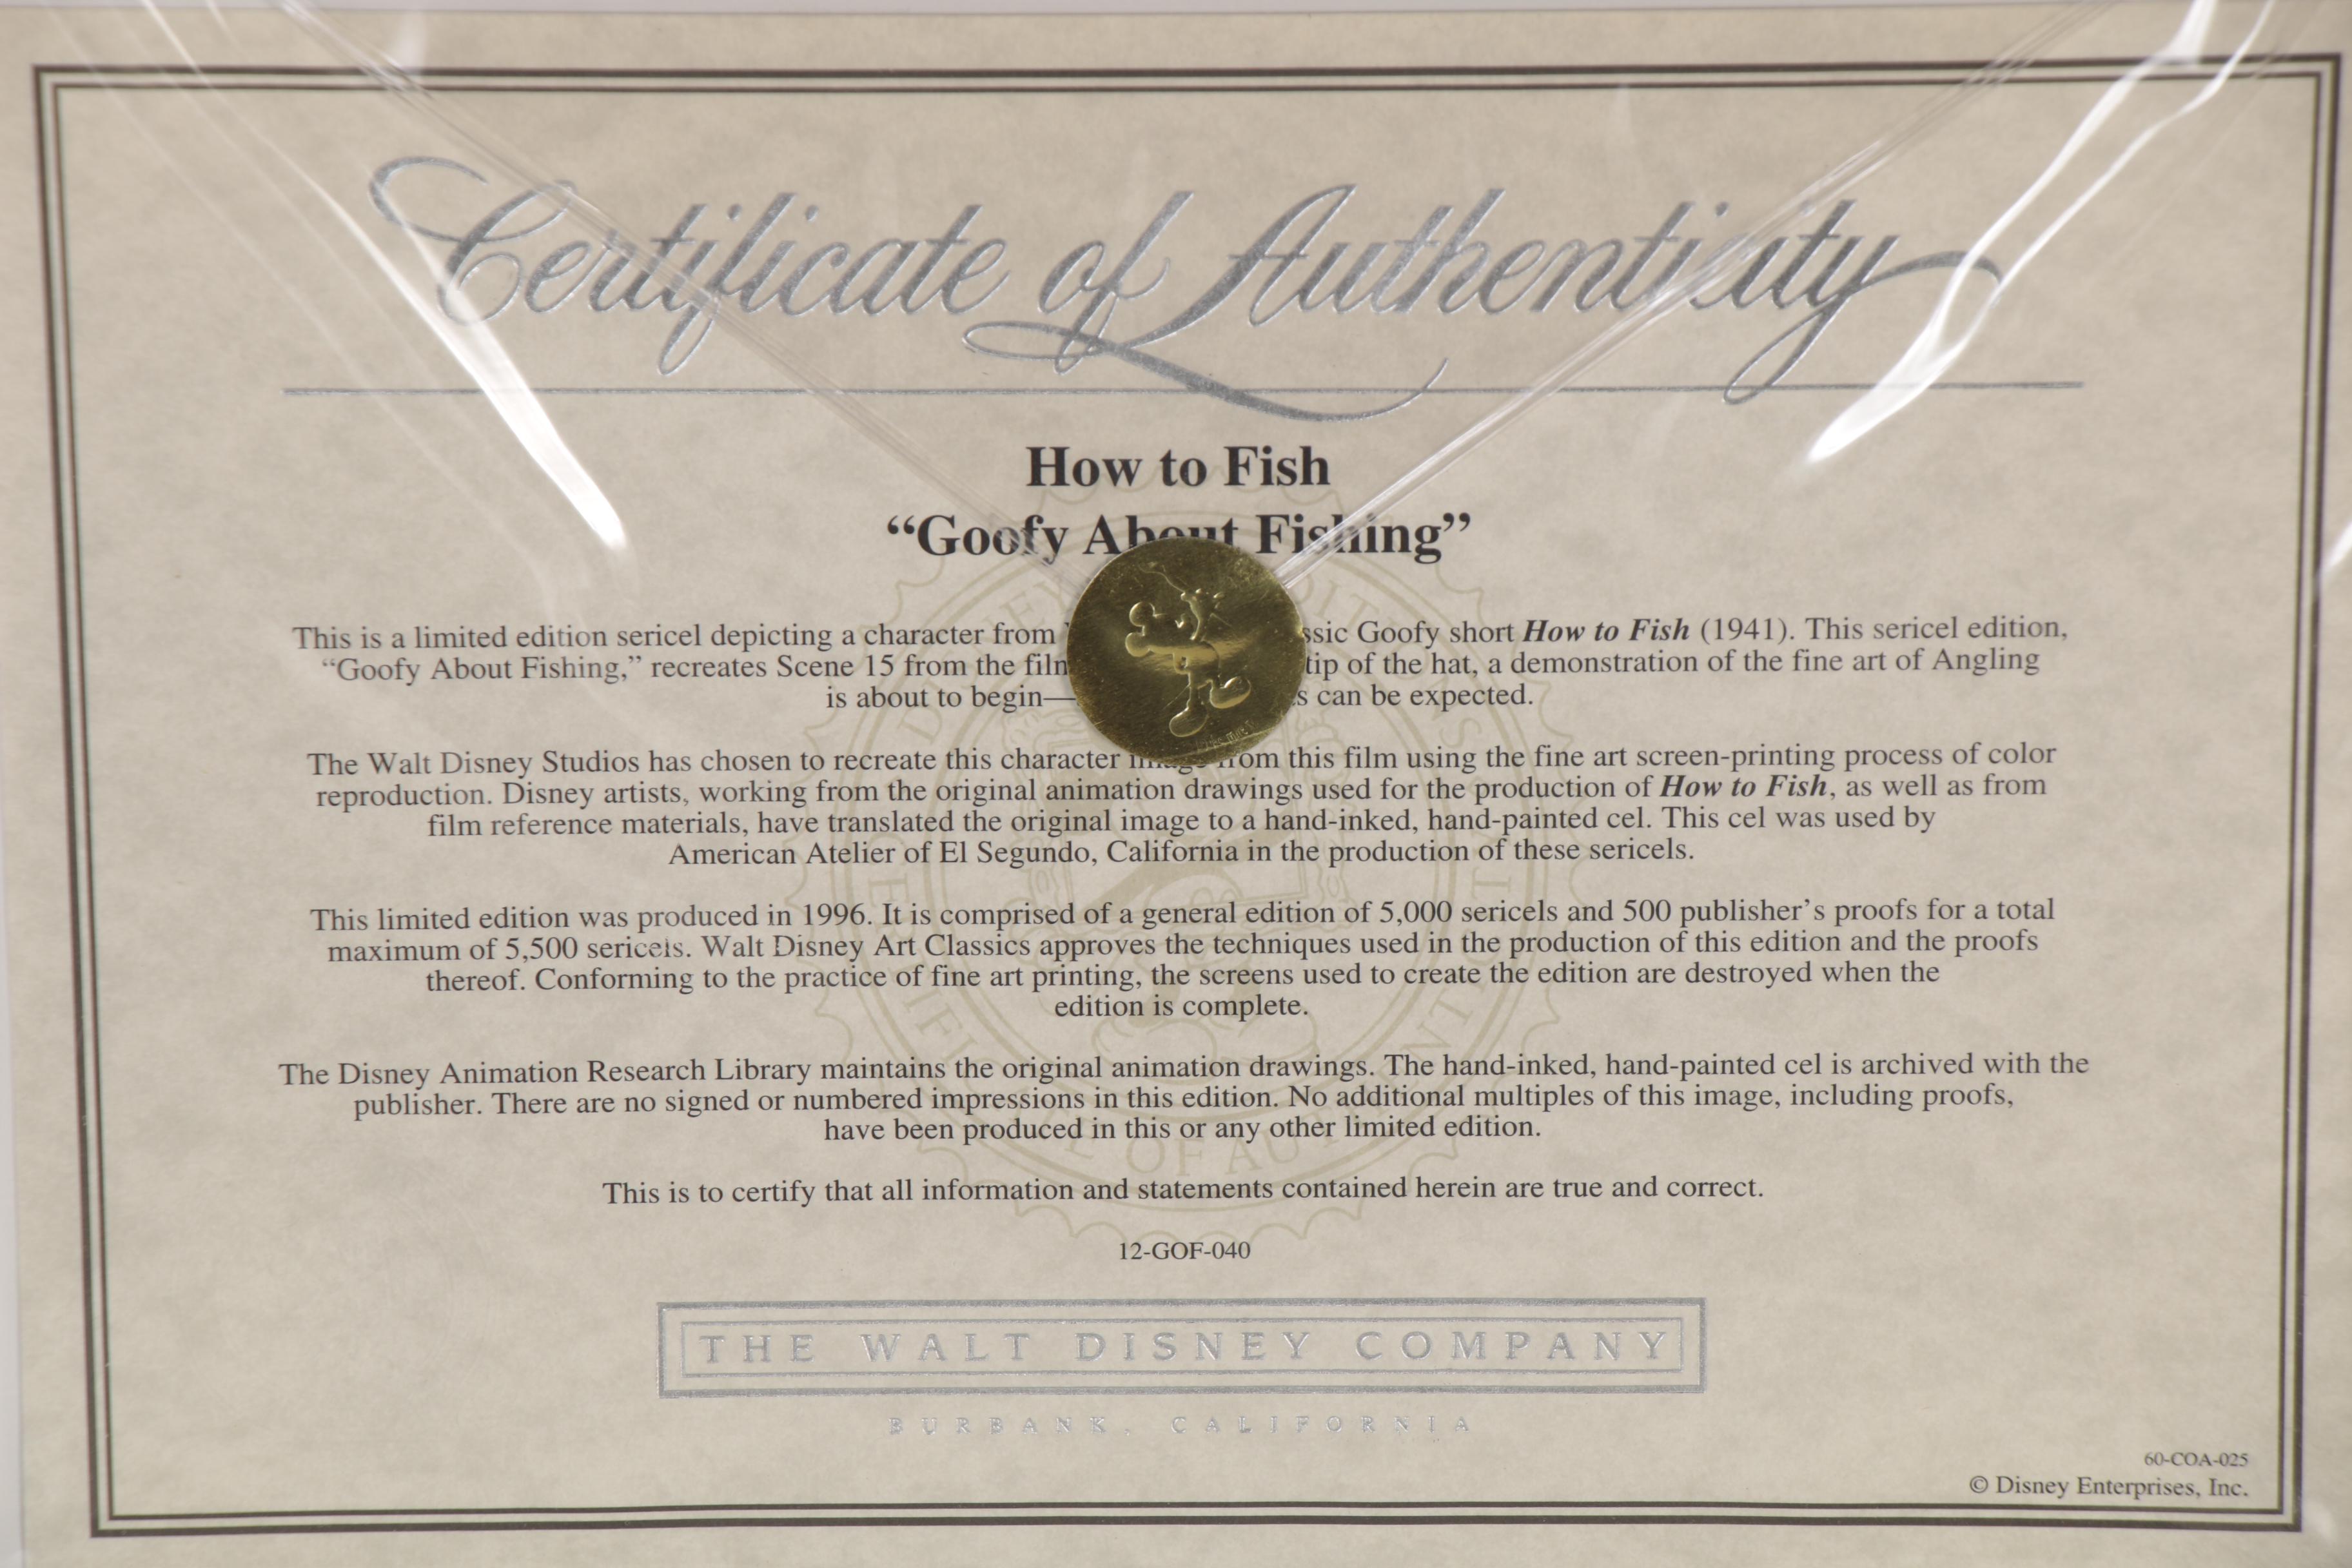 Certificate of Authenticity
How to Fish
“Goofy About Fishing”
This is a limited edition sericel depicting a character from Goofy short How to Fish (1941). This sericel edition,
“Goofy About Fishing,” recreates Scene 15 from the tip of the hat, a demonstration of the fine art of Angling
is about to begin— can be expected.
The Walt Disney Studios has chosen to recreate this character image from this film using the fine art screen-printing process of color
reproduction. Disney artists, working from the original animation drawings used for the production of How to Fish, as well as from
film reference materials, have translated the original image to a hand-inked, hand-painted cel. This cel was used by
American Atelier of El Segundo, California in the production of these sericels.
This limited edition was produced in 1996. It is comprised of a general edition of 5,000 sericels and 500 publisher’s proofs for a total
maximum of 5,500 sericels. Walt Disney Art Classics approves the techniques used in the production of this edition and the proofs
thereof. Conforming to the practice of fine art printing, the screens used to create the edition are destroyed when the
edition is complete.
The Disney Animation Research Library maintains the original animation drawings. The hand-inked, hand-painted cel is archived with the
publisher. There are no signed or numbered impressions in this edition. No additional multiples of this image, including proofs,
have been produced in this or any other limited edition.
This is to certify that all information and statements contained herein are true and correct.
12-GOF-040
THE WALT DISNEY COMPANY
BURBANK, CALIFORNIA
60-COA-025
© Disney Enterprises, Inc.